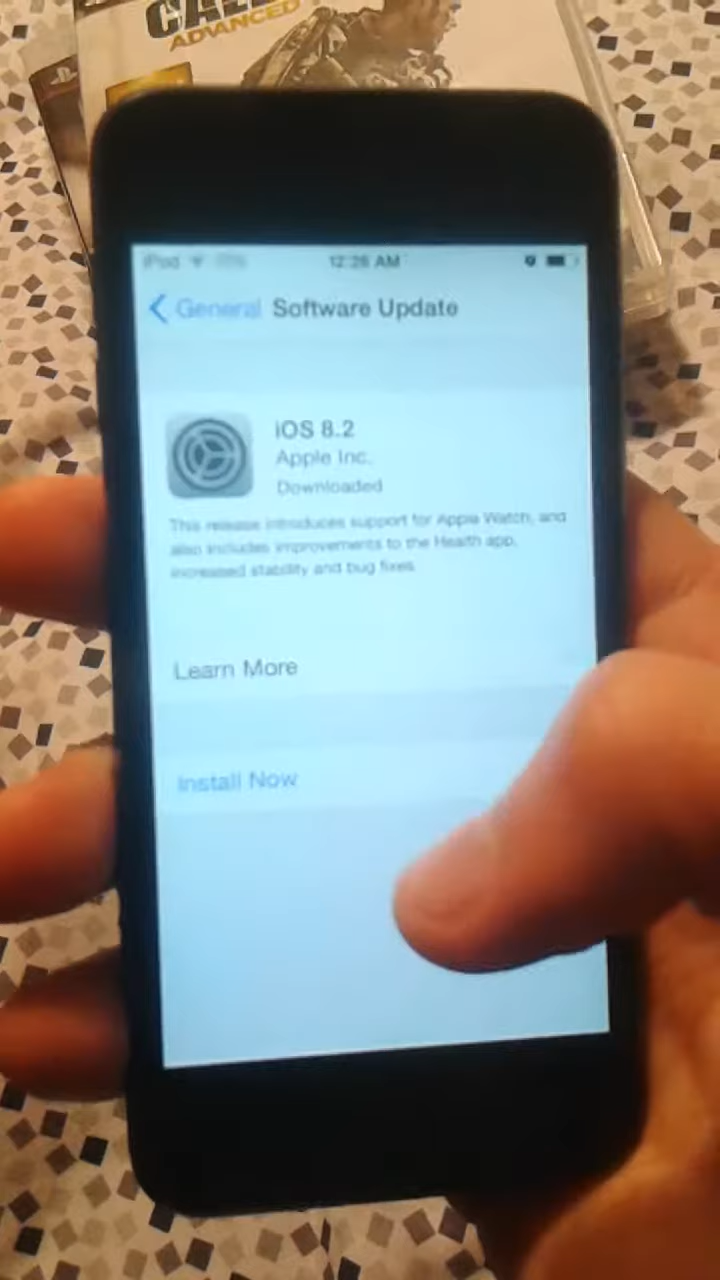 ADVANCED
iPod
12:26 AM
General Software Update
iOS 8.2
Apple Inc.
Downloaded
This release introduces support for Apple Watch, and
also includes improvements to the Health app,
increased stability and bug fixes.
Learn More
Install Now